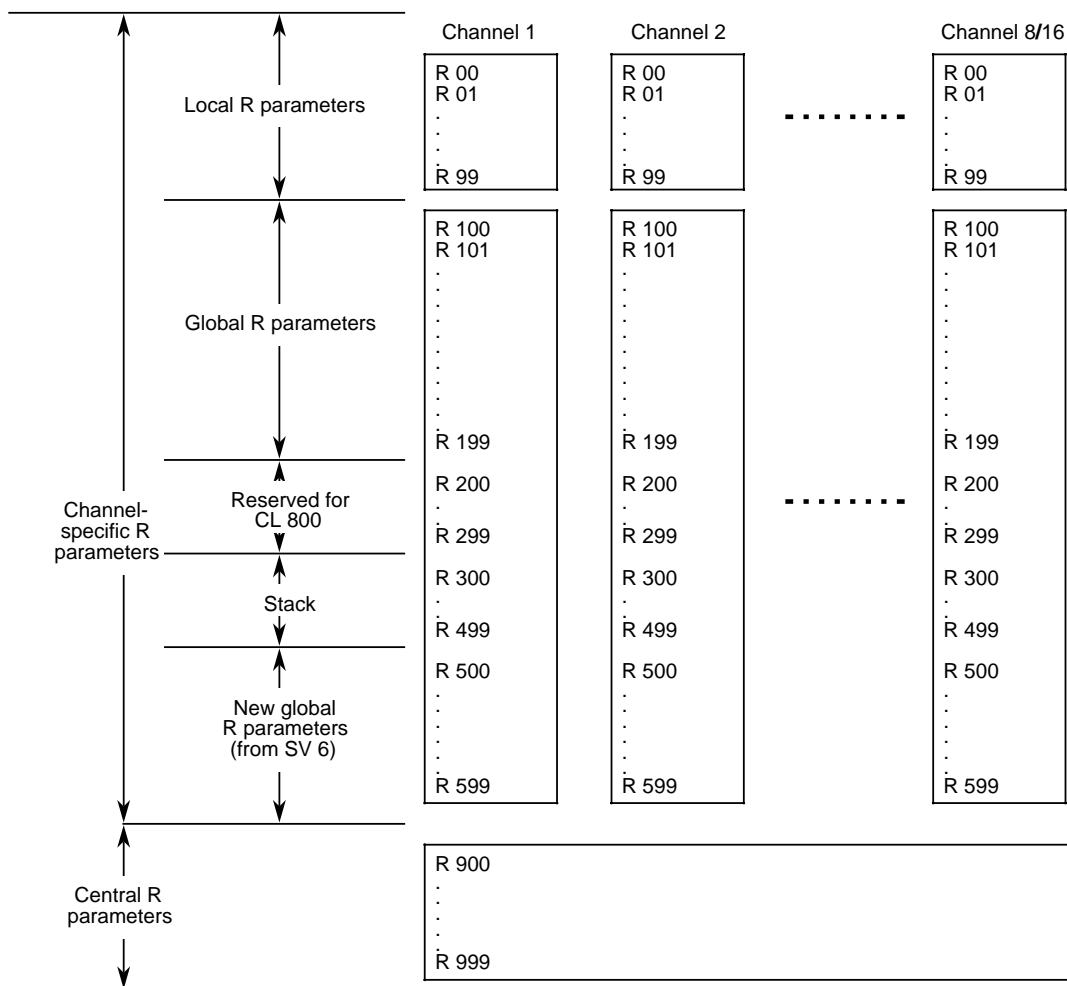 Channel 1 Channel 2 Channel 8/16
Local R parameters
R 00 R 00 R 00
R 01 R 01 R 01
. . .
. . .
. . .
R 99 R 99 R 99
Global R parameters
R 100 R 100 R 100
R 101 R 101 R 101
. . .
. . .
. . .
. . .
. . .
. . .
. . .
. . .
. . .
. . .
R 199 R 199 R 199
Reserved for
CL 800
R 200 R 200 R 200
. . .
. . .
R 299 R 299 R 299
Channel-
specific R
parameters
Stack
R 300 R 300 R 300
. . .
. . .
R 499 R 499 R 499
New global
R parameters
(from SV 6)
R 500 R 500 R 500
. . .
. . .
. . .
. . .
. . .
. . .
R 599 R 599 R 599
Central R
parameters
R 900
.
.
.
.
.
R 999